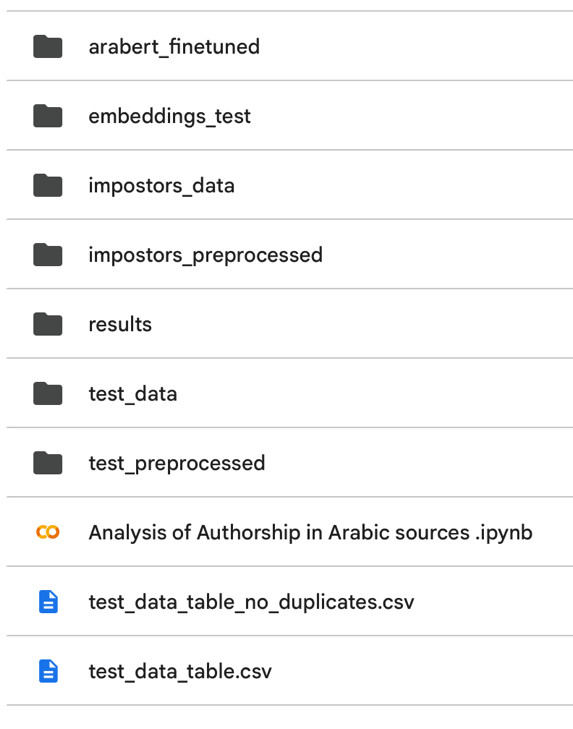 arabert_finetuned
embeddings_test
impostors_data
impostors_preprocessed
results
test_data
test_preprocessed
Analysis of Authorship in Arabic sources .ipynb
test_data_table_no_duplicates.csv
test_data_table.csv